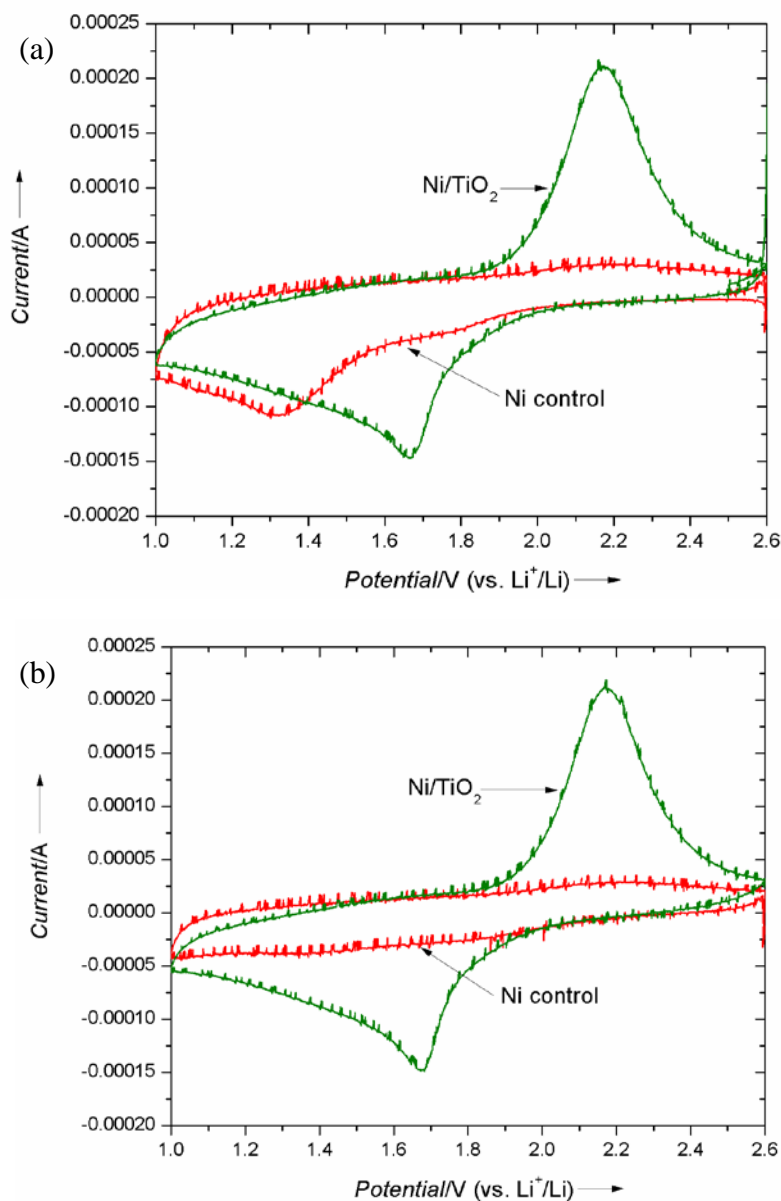 (a)
0.00025
0.00020
0.00015
0.00010
0.00005
0.00000
-0.00005
-0.00010
-0.00015
-0.00020
Current/A
Ni/TiO₂
Ni control
1.0 1.2 1.4 1.6 1.8 2.0 2.2 2.4 2.6
Potential/V (vs. Li⁺/Li)
(b)
0.00025
0.00020
0.00015
0.00010
0.00005
0.00000
-0.00005
-0.00010
-0.00015
-0.00020
Current/A
Ni/TiO₂
Ni control
1.0 1.2 1.4 1.6 1.8 2.0 2.2 2.4 2.6
Potential/V (vs. Li⁺/Li)